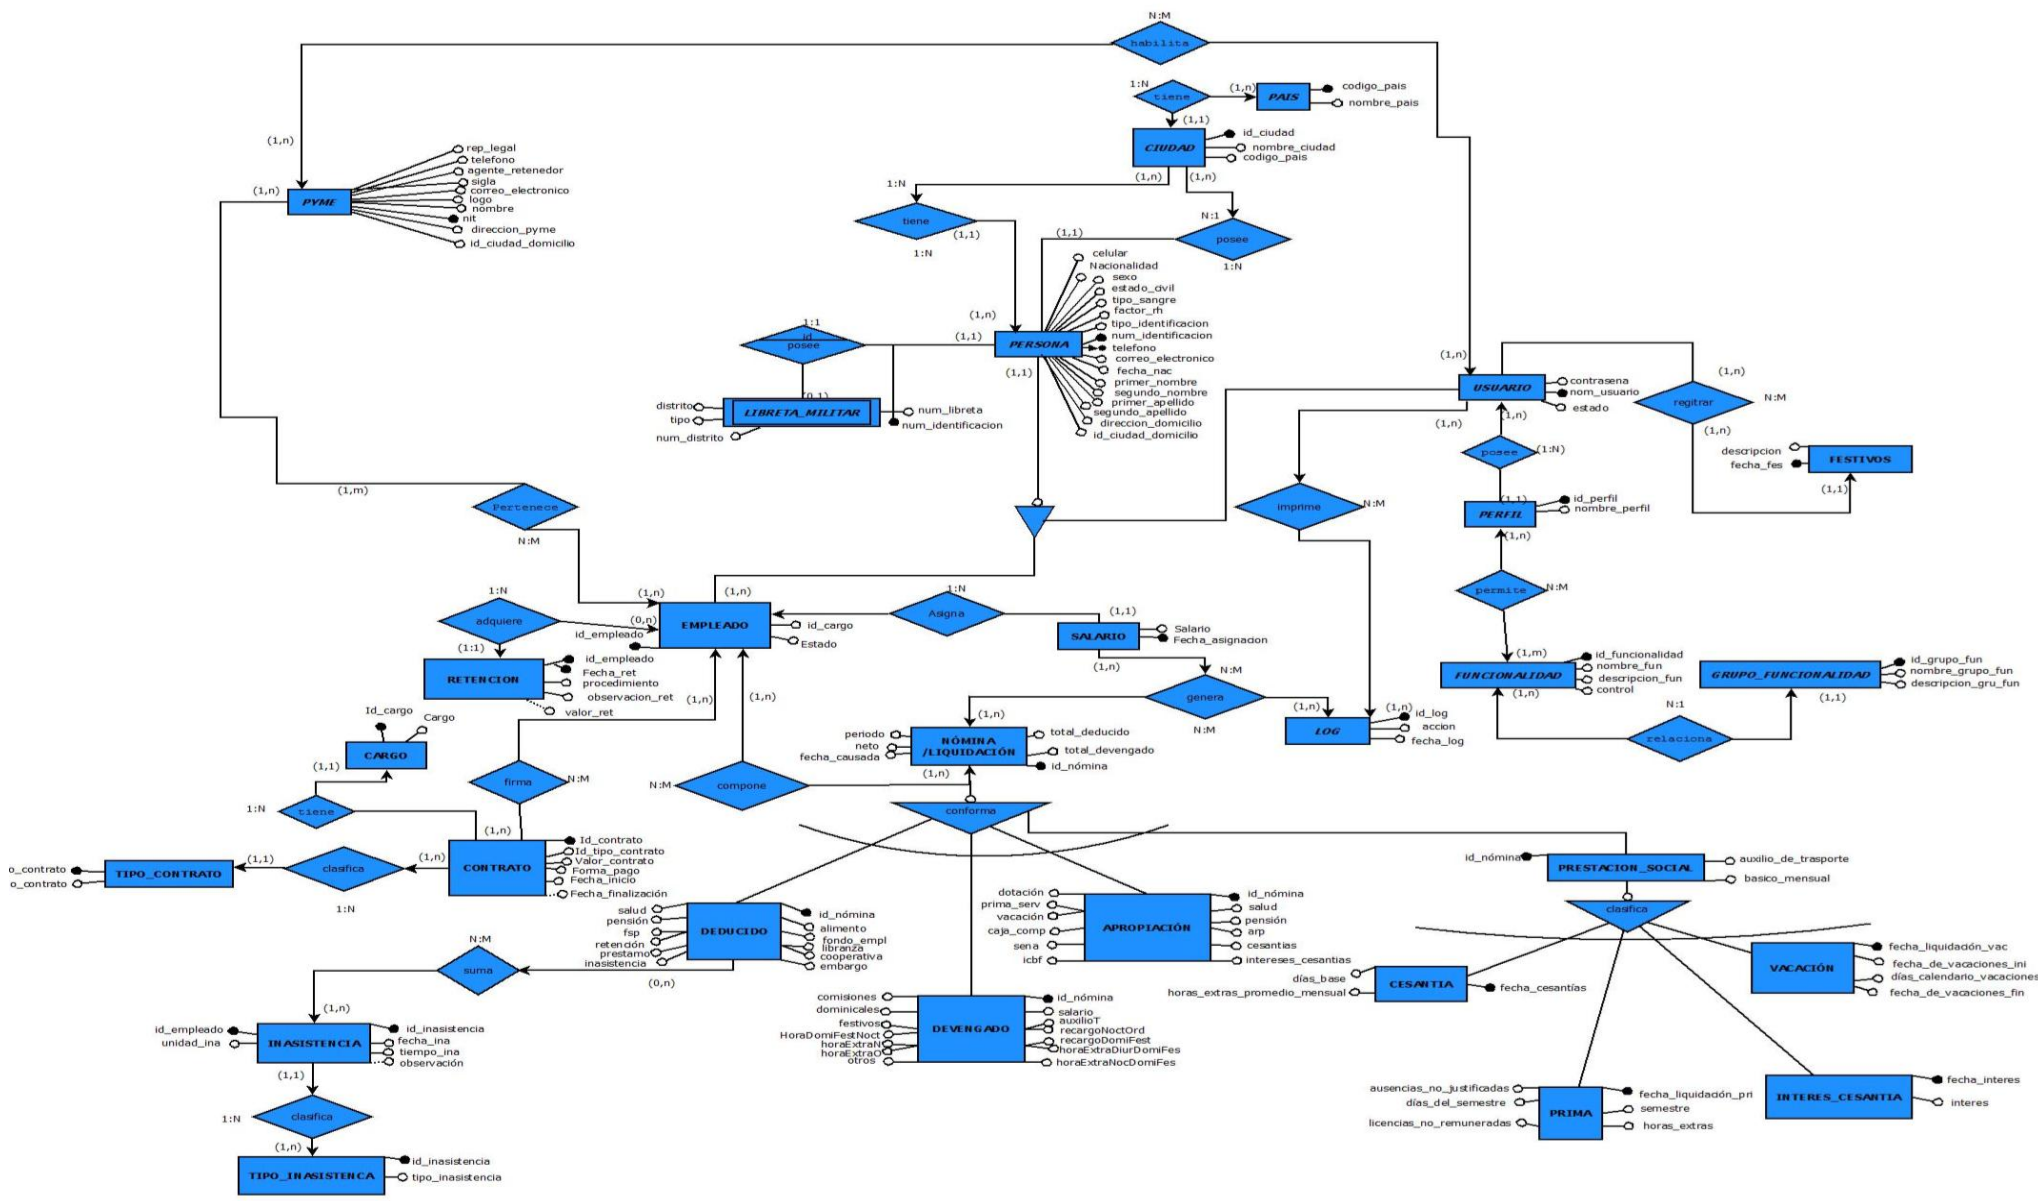 N:M
habilita
1:N
tiene
(1,n)
PAIS
codigo_pais
nombre_pais
(1,1)
CIUDAD
id_ciudad
nombre_ciudad
codigo_pais
(1,n)
(1,n)
(1,n)
(1,n)
PYME
rep_legal
telefono
agente_retenedor
sigla
correo_electronico
logo
nombre
nit
direccion_pyme
id_ciudad_domicilio
1:N
tiene
(1,1)
1:N
N:1
posee
(1,1)
1:N
celular
Nacionalidad
sexo
estado_civil
tipo_sangre
factor_rh
tipo_identificacion
num_identificacion
telefono
correo_electronico
fecha_nac
primer_nombre
segundo_nombre
primer_apellido
segundo_apellido
direccion_domicilio
id_ciudad_domicilio
(1,n)
(1,1)
PERSONA
(1,1)
1:1
id
posee
(0,1)
LIBRETA_MILITAR
distrito
tipo
num_distrito
num_libreta
num_identificacion
(1,n)
USUARIO
contrasena
nom_usuario
estado
(1,n)
(1,n)
(1,n)
regitrar
N:M
(1,n)
descripcion
fecha_fes
FESTIVOS
(1,1)
posee
(1:N)
(1,1)
PERFIL
id_perfil
nombre_perfil
(1,n)
imprime
N:M
(1,m)
Pertenece
N:M
permite
N:M
(1,m)
FUNCIONALIDAD
id_funcionalidad
nombre_fun
descripcion_fun
control
(1,n)
GRUPO_FUNCIONALIDAD
id_grupo_fun
nombre_grupo_fun
descripcion_gru_fun
(1,1)
N:1
relaciona
1:N
adquiere
(1:1)
(1,n)
(1,n)
(0,n)
EMPLEADO
id_empleado
id_cargo
Estado
1:N
Asigna
(1,1)
SALARIO
Salario
Fecha_asignacion
(1,n)
N:M
genera
N:M
(1,n)
(1,n)
(1,n)
LOG
id_log
accion
fecha_log
RETENCION
id_empleado
Fecha_ret
procedimiento
observacion_ret
valor_ret
(1,n)
(1,n)
Id_cargo
Cargo
CARGO
(1,1)
1:N
tiene
firma
N:M
(1,n)
N:M
compone
NÓMINA
/LIQUIDACIÓN
periodo
neto
fecha_causada
total_deducido
total_devengado
id_nómina
(1,n)
conforma
CONTRATO
Id_contrato
Id_tipo_contrato
Valor_contrato
Forma_pago
Fecha_inicio
Fecha_finalización
(1,n)
clasifica
1:N
(1,1)
TIPO_CONTRATO
o_contrato
o_contrato
DEDUCIDO
salud
pensión
fsp
retención
prestamo
inasistencia
id_nómina
alimento
fondo_empl
libranza
cooperativa
embargo
(0,n)
APROPIACIÓN
dotación
prima_serv
vacación
caja_comp
sena
icbf
id_nómina
salud
pensión
arp
cesantias
intereses_cesantias
DEVENGADO
comisiones
dominicales
festivos
HoraDomiFestNoct
horaExtraN
horaExtraO
otros
id_nómina
salario
auxilioT
recargoNoctOrd
recargoDomiFest
horaExtraDiurDomiFes
horaExtraNocDomiFes
id_nómina
PRESTACION_SOCIAL
auxilio_de_trasporte
basico_mensual
clasifica
CESANTIA
días_base
horas_extras_promedio_mensual
fecha_cesantías
VACACIÓN
fecha_liquidación_vac
fecha_de_vacaciones_ini
días_calendario_vacaciones
fecha_de_vacaciones_fin
PRIMA
ausencias_no_justificadas
días_del_semestre
licencias_no_remuneradas
fecha_liquidación_pri
semestre
horas_extras
INTERES_CESANTIA
fecha_interes
interes
N:M
suma
(1,n)
INASISTENCIA
id_empleado
unidad_ina
id_inasistencia
fecha_ina
tiempo_ina
observación
(1,1)
1:N
clasifica
(1,n)
TIPO_INASISTENCA
id_inasistencia
tipo_inasistencia